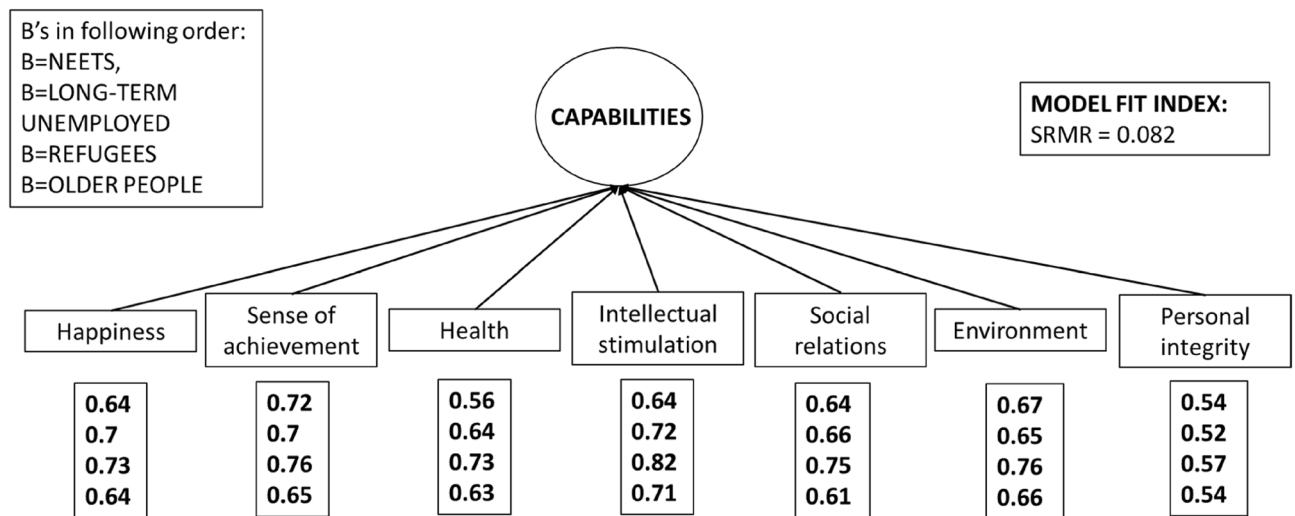 B's in following order:
B=NEETS,
B=LONG-TERM
UNEMPLOYED
B=REFUGEES
B=OLDER PEOPLE
CAPABILITIES
MODEL FIT INDEX:
SRMR = 0.082
Happiness
Sense of
achievement
Health
Intellectual
stimulation
Social
relations
Environment
Personal
integrity
0.64
0.7
0.73
0.64
0.72
0.7
0.76
0.65
0.56
0.64
0.73
0.63
0.64
0.72
0.82
0.71
0.64
0.66
0.75
0.61
0.67
0.65
0.76
0.66
0.54
0.52
0.57
0.54